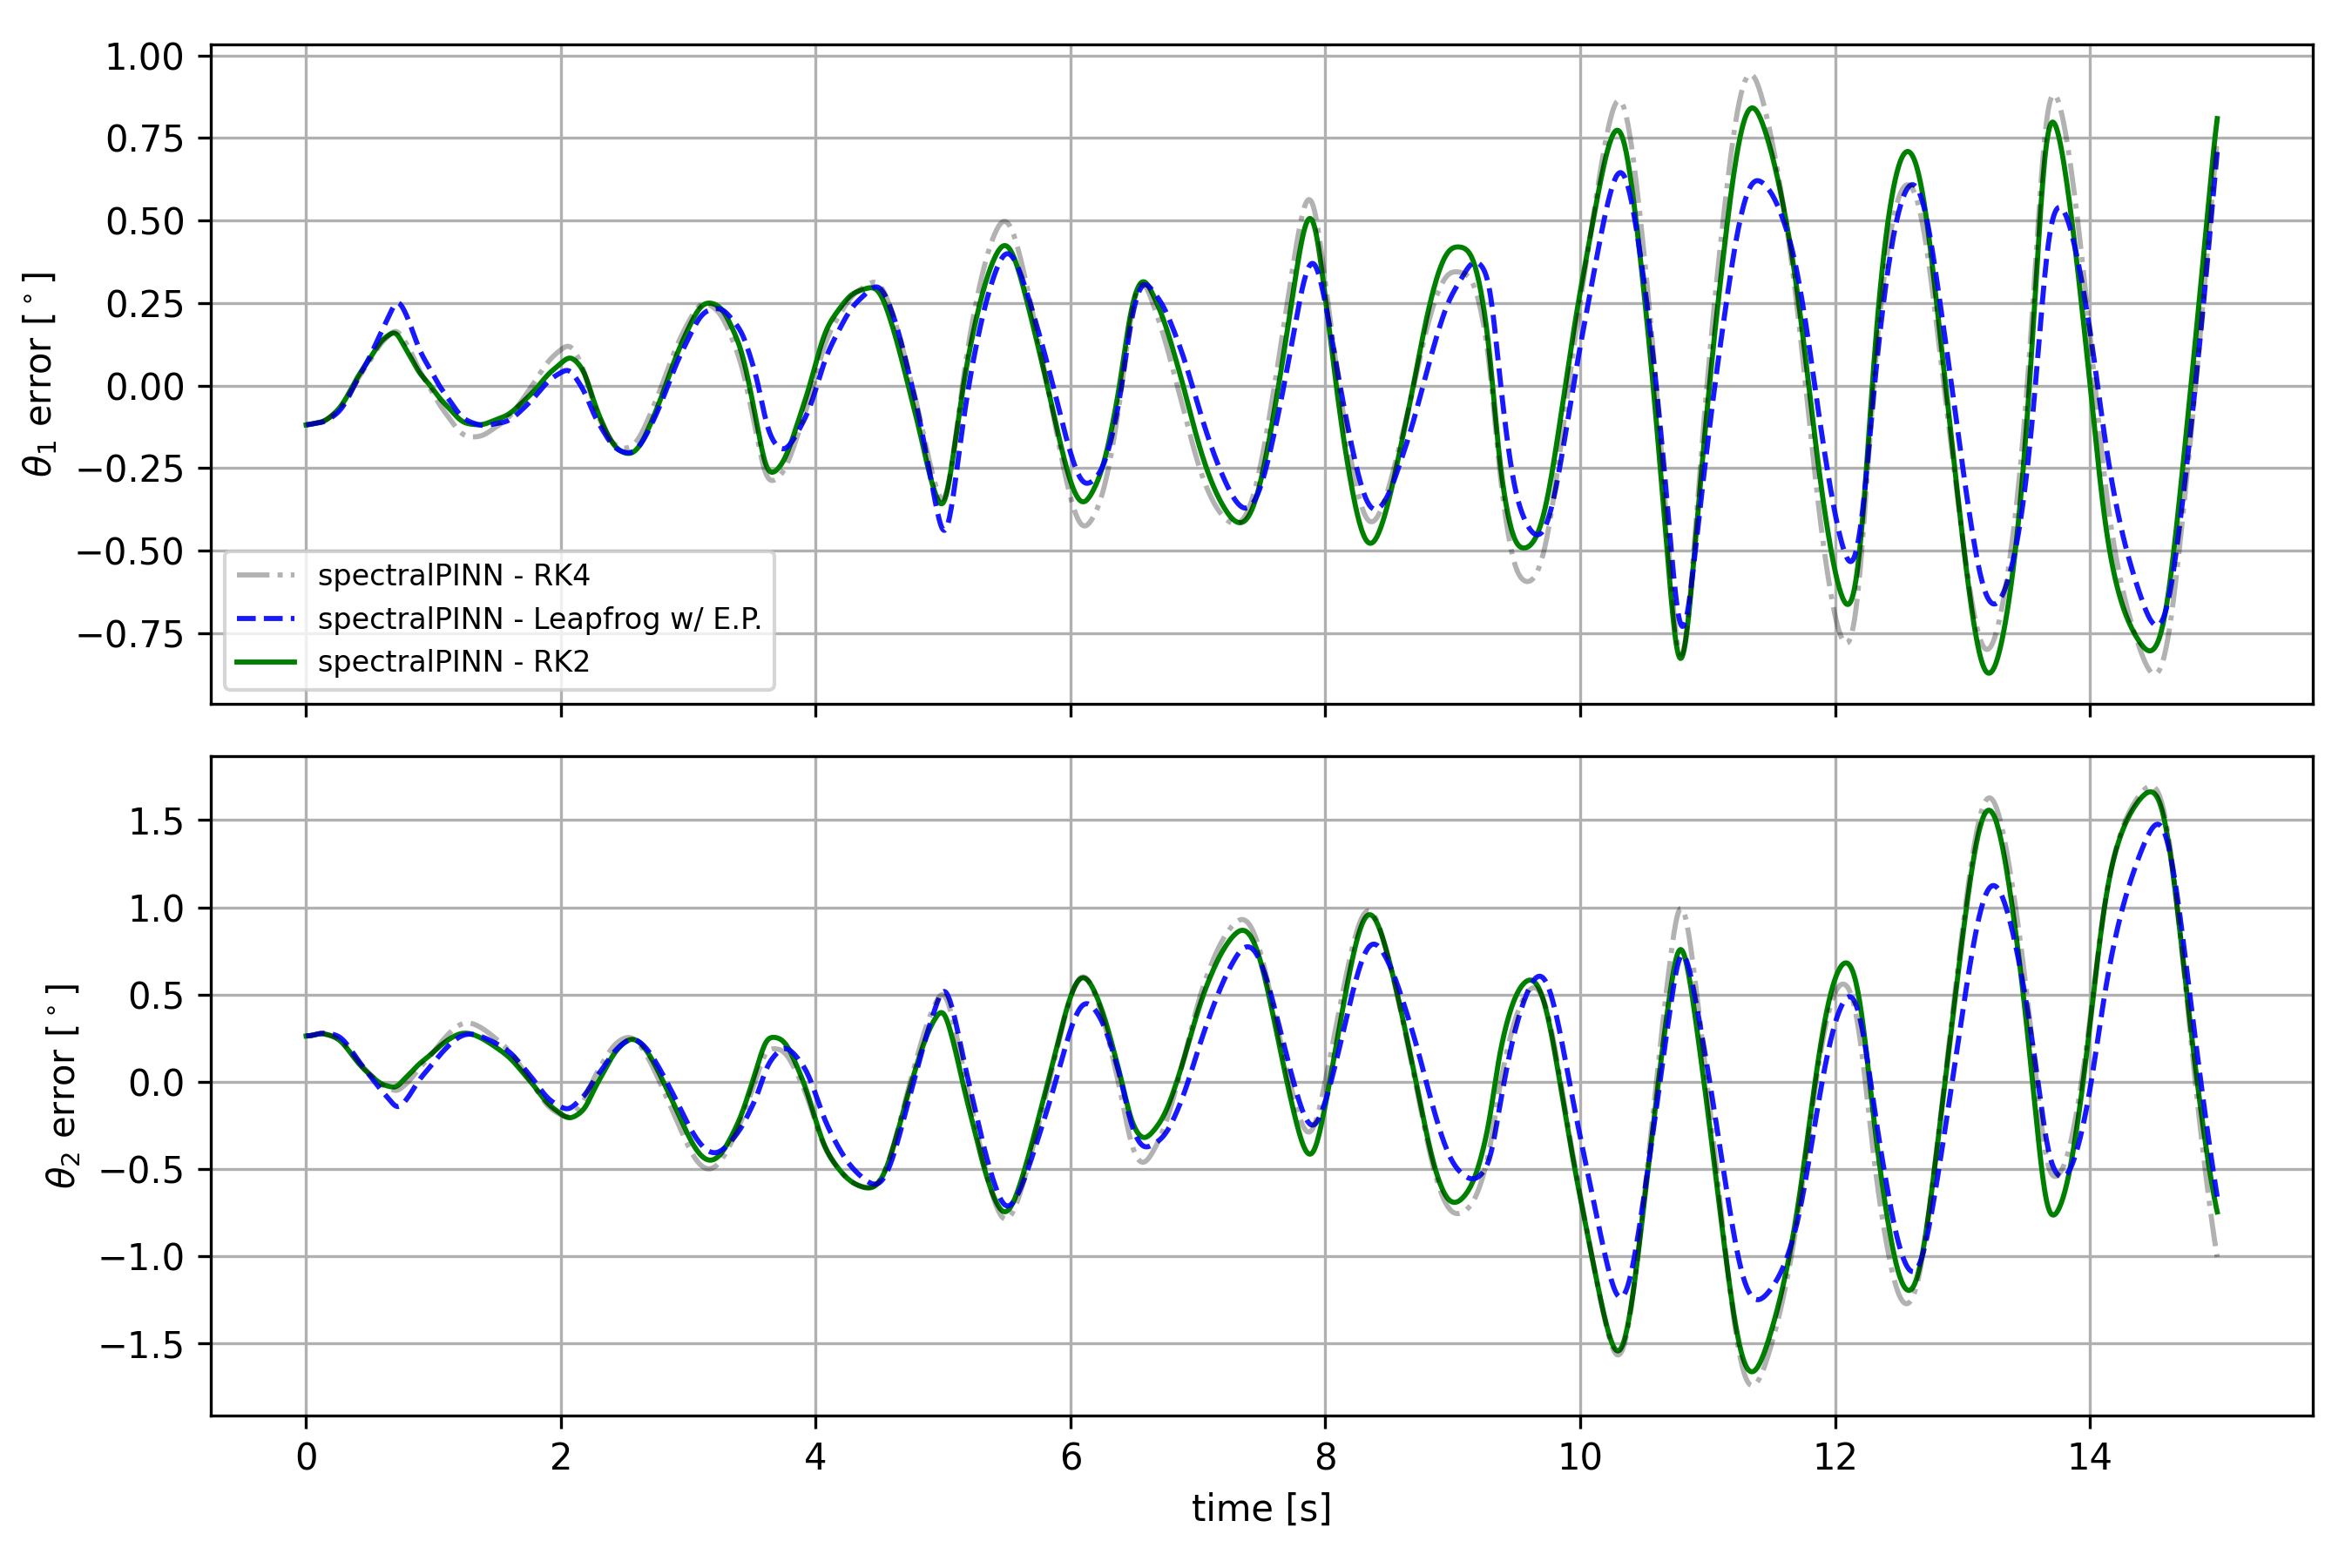 1.00
0.75
0.50
0.25
0.00
−0.25
−0.50
−0.75
θ₁ error [°]
spectralPINN - RK4
spectralPINN - Leapfrog w/ E.P.
spectralPINN - RK2
1.5
1.0
0.5
0.0
−0.5
−1.0
−1.5
θ₂ error [°]
0 2 4 6 8 10 12 14
time [s]